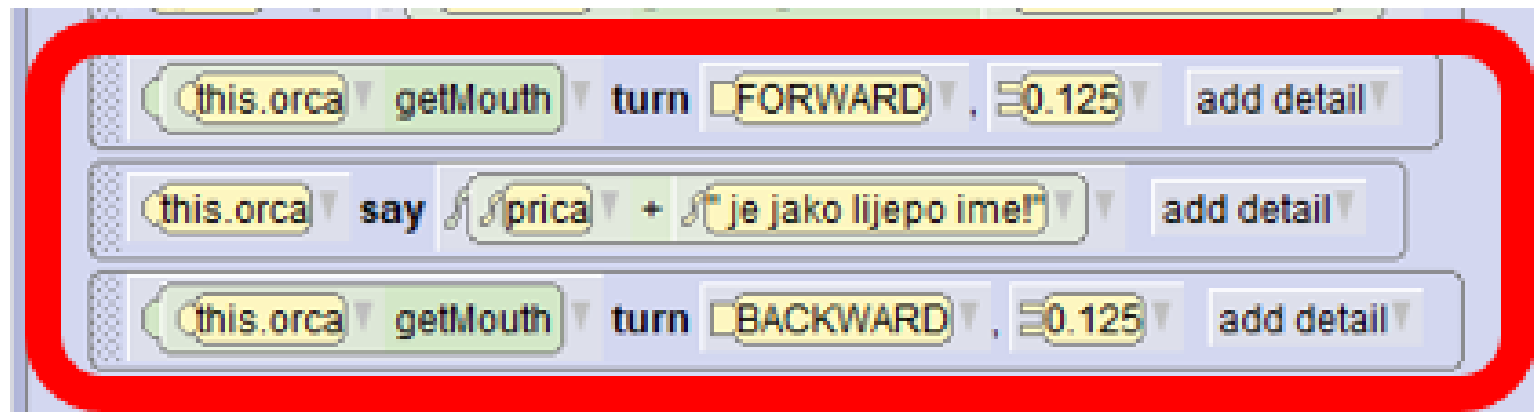 this.orca getMouth turn FORWARD , 0.125 add detail
this.orca say prica + " je jako lijepo ime!" add detail
this.orca getMouth turn BACKWARD , 0.125 add detail